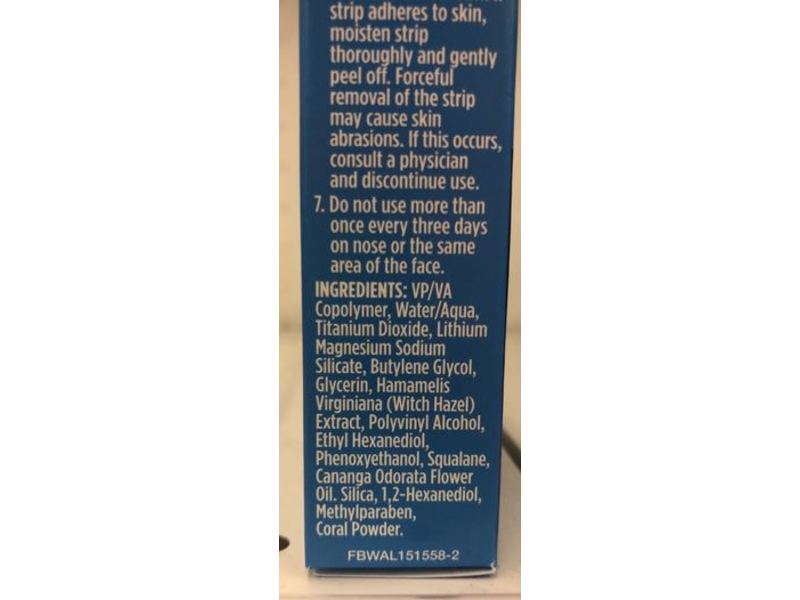 strip adheres to skin,
moisten strip
thoroughly and gently
peel off. Forceful
removal of the strip
may cause skin
abrasions. If this occurs,
consult a physician
and discontinue use.
7. Do not use more than
once every three days
on nose or the same
area of the face.
INGREDIENTS: VP/VA
Copolymer, Water/Aqua,
Titanium Dioxide, Lithium
Magnesium Sodium
Silicate, Butylene Glycol,
Glycerin, Hamamelis
Virginiana (Witch Hazel)
Extract, Polyvinyl Alcohol,
Ethyl Hexanediol,
Phenoxyethanol, Squalane,
Cananga Odorata Flower
Oil. Silica, 1,2-Hexanediol,
Methylparaben,
Coral Powder.
FBWAL151558-2